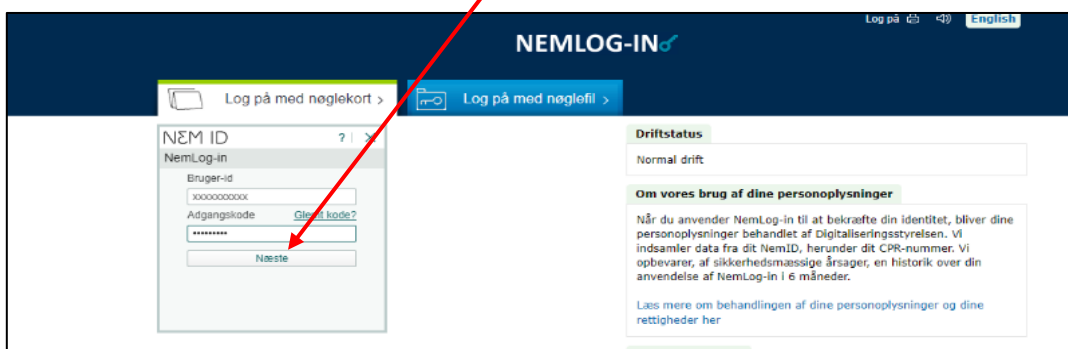 Log på English
NEMLOG-IN
Log på med nøglekort >
Log på med nøglefil >
NEM ID ? | X
NemLog-in
Bruger-id
xxxxxxxxxx
Adgangskode Glemt kode?
•••••••••
Næste
Driftstatus
Normal drift
Om vores brug af dine personoplysninger
Når du anvender NemLog-in til at bekræfte din identitet, bliver dine
personoplysninger behandlet af Digitaliseringsstyrelsen. Vi
indsamler data fra dit NemID, herunder dit CPR-nummer. Vi
opbevarer, af sikkerhedsmæssige årsager, en historik over din
anvendelse af NemLog-in i 6 måneder.
Læs mere om behandlingen af dine personoplysninger og dine
rettigheder her